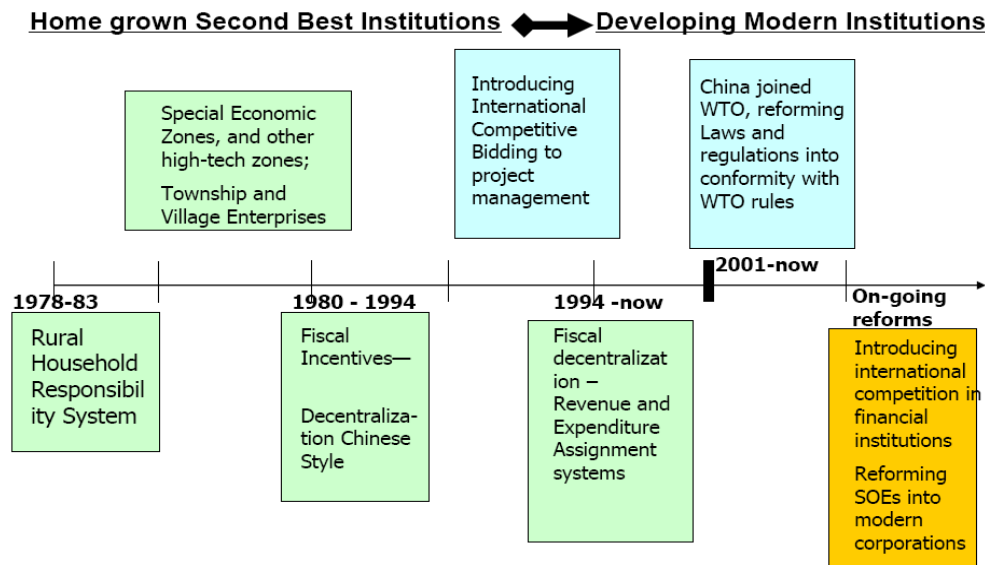 Home grown Second Best Institutions
Developing Modern Institutions
Special Economic
Zones, and other
high-tech zones;
Township and
Village Enterprises
Introducing
International
Competitive
Bidding to
project
management
China joined
WTO, reforming
Laws and
regulations into
conformity with
WTO rules
2001-now
1978-83
1980 - 1994
1994 -now
On-going
reforms
Rural
Household
Responsibil
ity System
Fiscal
Incentives—
Decentraliza-
tion Chinese
Style
Fiscal
decentralizat
ion –
Revenue and
Expenditure
Assignment
systems
Introducing
international
competition in
financial
institutions
Reforming
SOEs into
modern
corporations